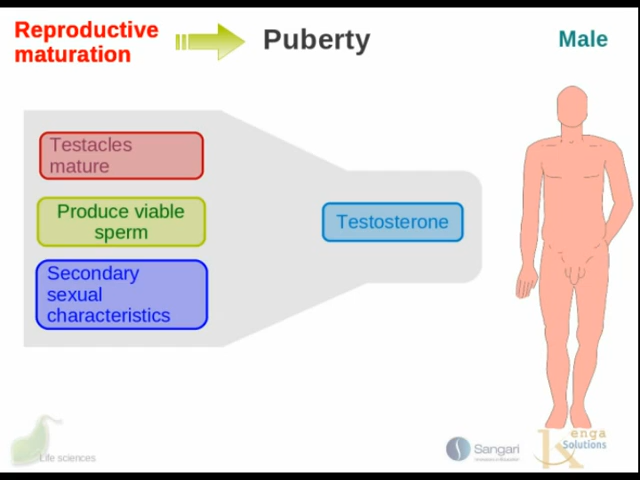 Reproductive
maturation
Puberty
Male
Testacles
mature
Produce viable
sperm
Secondary
sexual
characteristics
Testosterone
Life sciences
Sangari
enga
Solutions